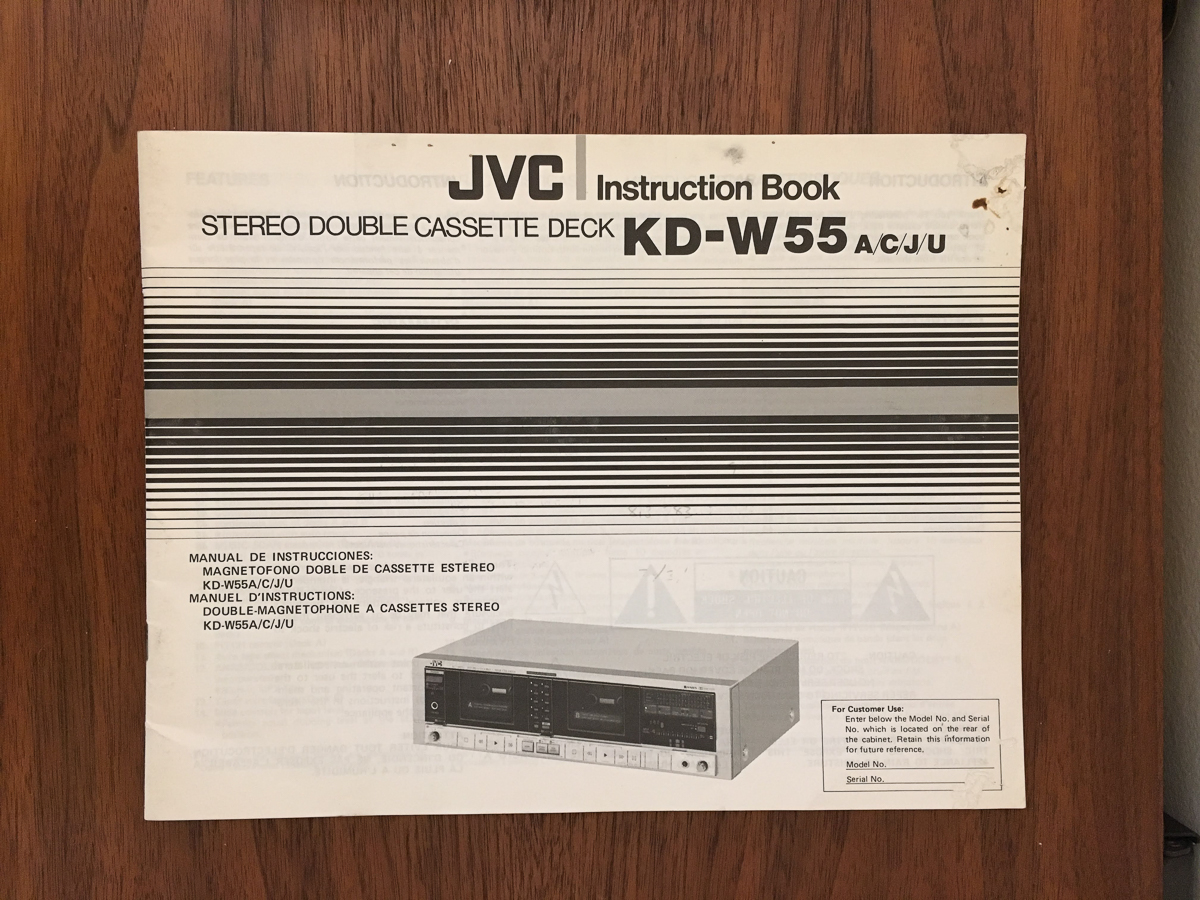 JVC Instruction Book
STEREO DOUBLE CASSETTE DECK KD-W55 A/C/J/U
MANUAL DE INSTRUCCIONES:
MAGNETOFONO DOBLE DE CASSETTE ESTEREO
KD-W55A/C/J/U
MANUEL D'INSTRUCTIONS:
DOUBLE-MAGNETOPHONE A CASSETTES STEREO
KD-W55A/C/J/U
For Customer Use:
Enter below the Model No. and Serial
No. which is located on the rear of
the cabinet. Retain this information
for future reference.
Model No.
Serial No.